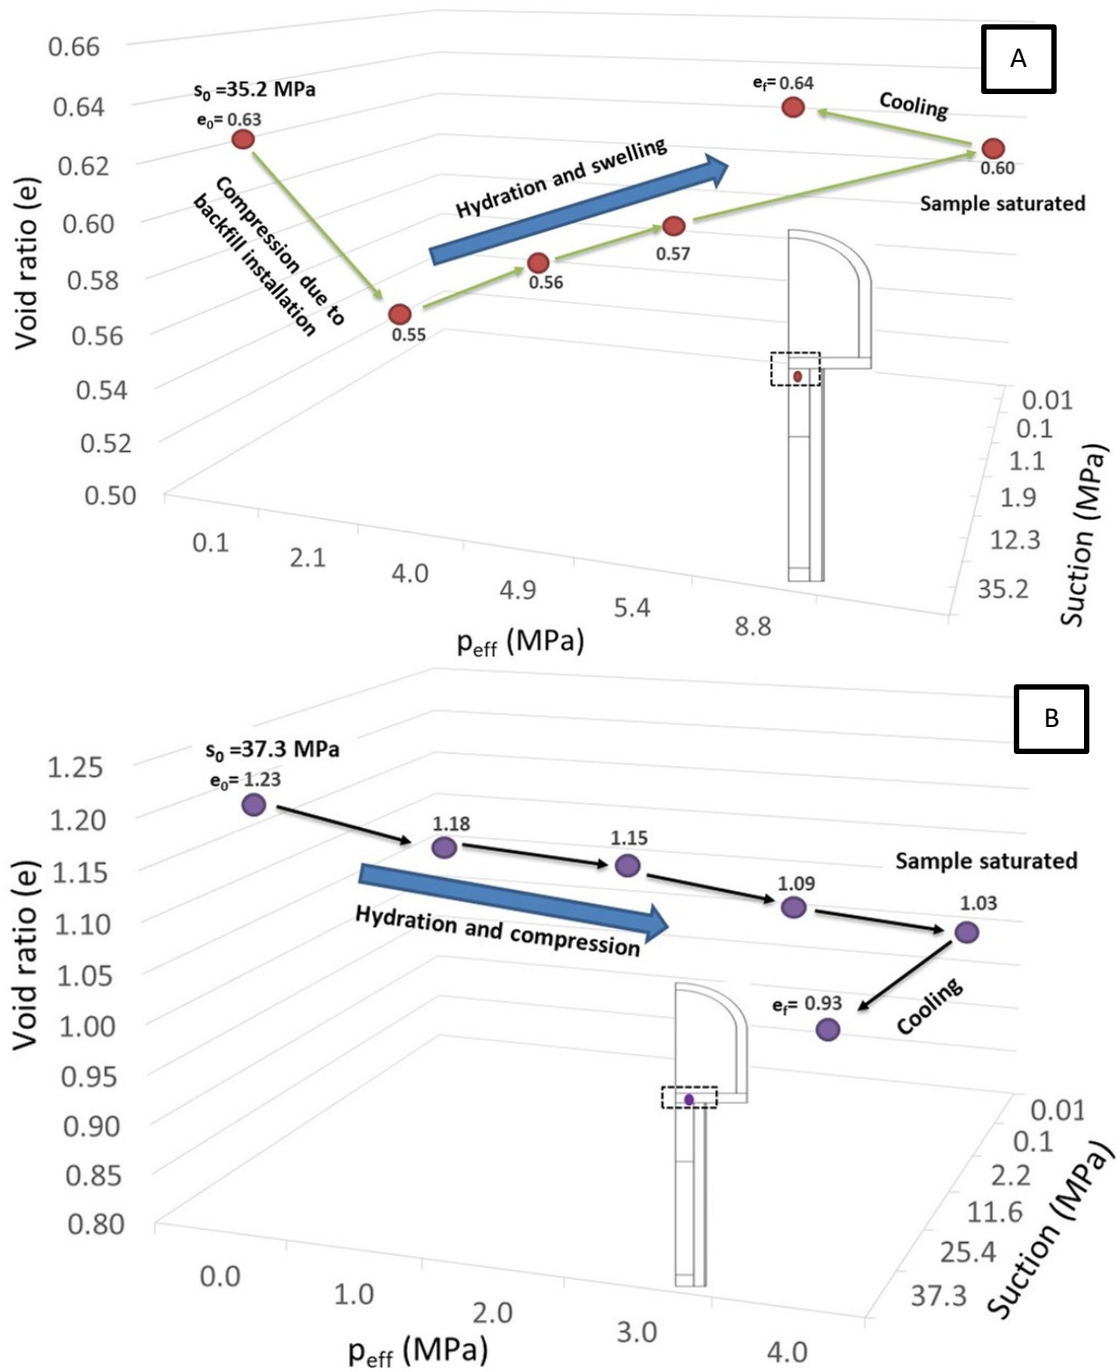 A
0.66
0.64
0.62
0.60
0.58
0.56
0.54
0.52
0.50
Void ratio (e)
s₀ =35.2 MPa
e₀= 0.63
Compression due to
backfill installation
0.55
Hydration and swelling
0.56
0.57
e_f= 0.64
Cooling
0.60
Sample saturated
0.01
0.1
1.1
1.9
12.3
35.2
Suction (MPa)
0.1
2.1
4.0
4.9
5.4
8.8
p_eff (MPa)
B
1.25
1.20
1.15
1.10
1.05
1.00
0.95
0.90
0.85
0.80
Void ratio (e)
s₀ =37.3 MPa
e₀= 1.23
1.18
1.15
1.09
Sample saturated
1.03
Hydration and compression
e_f= 0.93
Cooling
0.01
0.1
2.2
11.6
25.4
37.3
Suction (MPa)
0.0
1.0
2.0
3.0
4.0
p_eff (MPa)